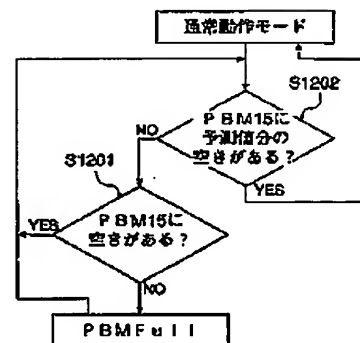 通常動作モード
S1202
PBM15に
予測値分の
空きがある？
NO
YES
S1201
PBM15に
空きがある？
YES
NO
PBMFull